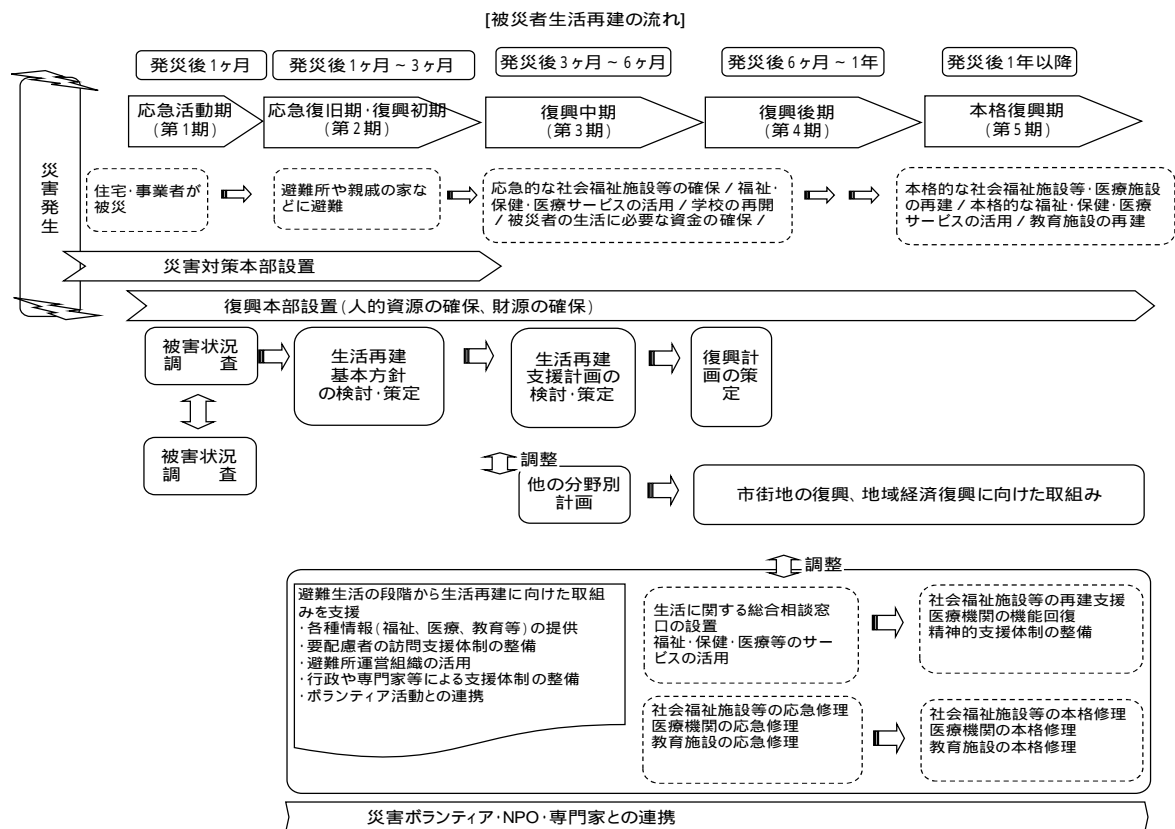 [被災者生活再建の流れ]
発災後1ヶ月
発災後1ヶ月～3ヶ月
発災後3ヶ月～6ヶ月
発災後6ヶ月～1年
発災後1年以降
応急活動期
(第1期)
応急復旧期・復興初期
(第2期)
復興中期
(第3期)
復興後期
(第4期)
本格復興期
(第5期)
災害発生
住宅・事業者が
被災
避難所や親戚の家な
どに避難
応急的な社会福祉施設等の確保/福祉・
保健・医療サービスの活用/学校の再開
/被災者の生活に必要な資金の確保/
本格的な社会福祉施設等・医療施設
の再建/本格的な福祉・保健・医療
サービスの活用/教育施設の再建
災害対策本部設置
復興本部設置(人的資源の確保、財源の確保)
被害状況
調　査
生活再建
基本方針
の検討・策定
生活再建
支援計画の
検討・策定
復興計
画の策
定
被害状況
調　査
調整
他の分野別
計画
市街地の復興、地域経済復興に向けた取組み
調整
避難生活の段階から生活再建に向けた取組
みを支援
・各種情報(福祉、医療、教育等)の提供
・要配慮者の訪問支援体制の整備
・避難所運営組織の活用
・行政や専門家等による支援体制の整備
・ボランティア活動との連携
生活に関する総合相談窓
口の設置
福祉・保健・医療等のサー
ビスの活用
社会福祉施設等の再建支援
医療機関の機能回復
精神的支援体制の整備
社会福祉施設等の応急修理
医療機関の応急修理
教育施設の応急修理
社会福祉施設等の本格修理
医療機関の本格修理
教育施設の本格修理
災害ボランティア・NPO・専門家との連携